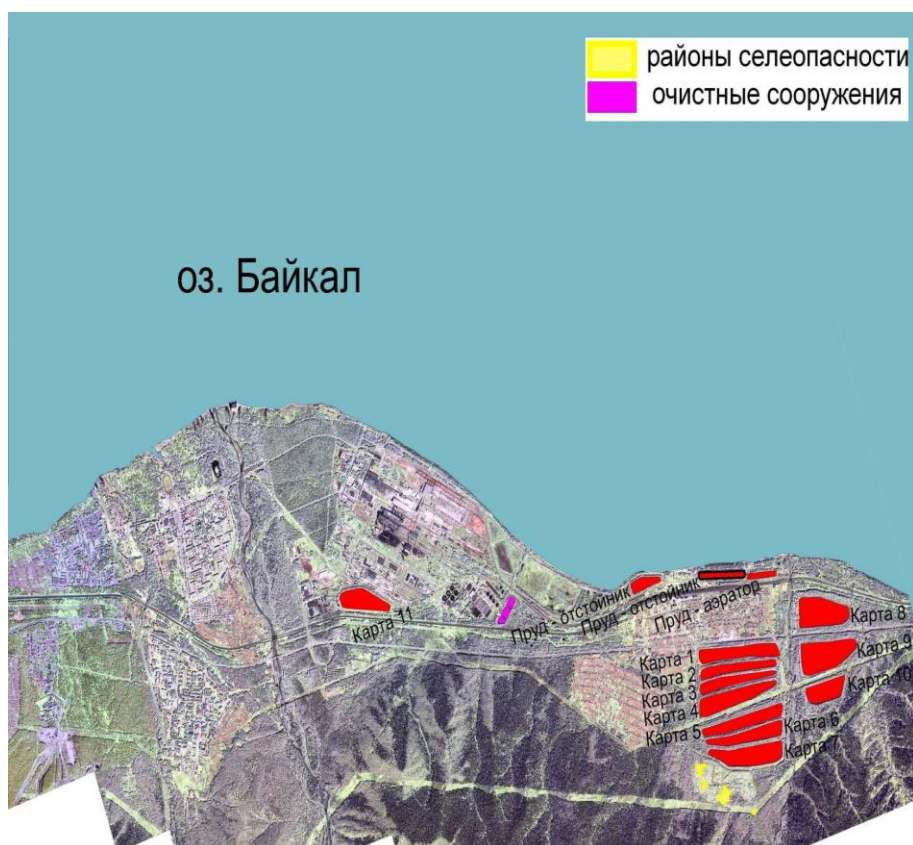 районы селеопасности
очистные сооружения
оз. Байкал
Пруд - отстойник
Пруд - отстойник
Пруд - аэратор
Карта 11
Карта 8
Карта 1
Карта 9
Карта 2
Карта 3
Карта 10
Карта 4
Карта 5
Карта 6
Карта 7